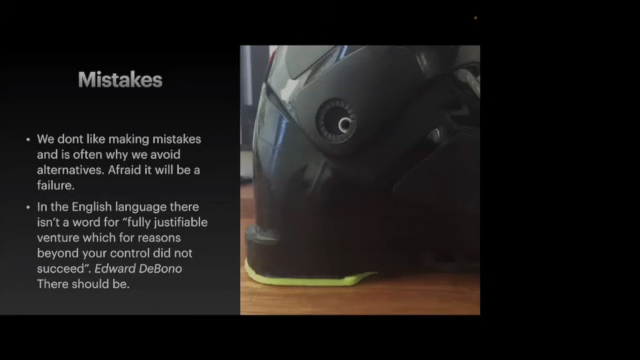 Mistakes
• We dont like making mistakes
and is often why we avoid
alternatives. Afraid it will be a
failure.
• In the English language there
isn't a word for "fully justifiable
venture which for reasons
beyond your control did not
succeed". Edward DeBono
There should be.